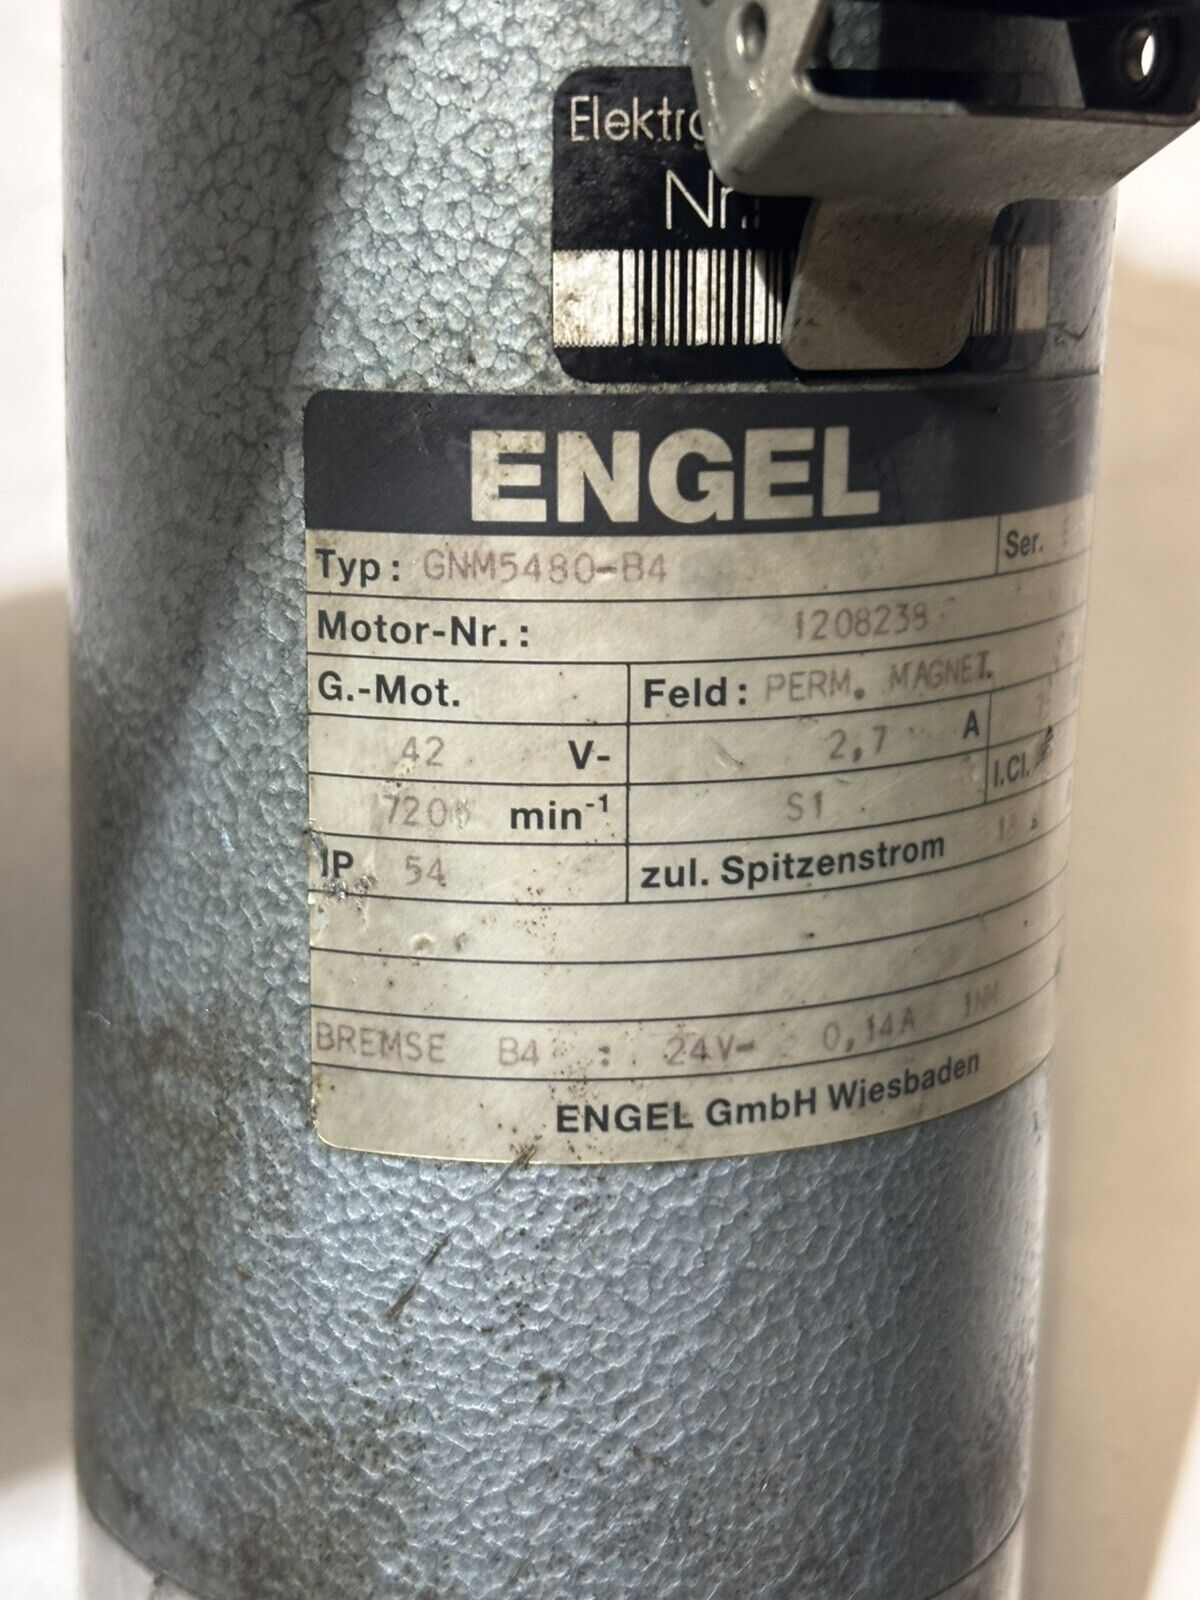 Elektro
Nr.
ENGEL
Typ: GNM5480-B4 Ser.
Motor-Nr.: 1208238
G.-Mot. Feld: PERM. MAGNET.
42 V- 2,7 A
I.Cl.
min⁻¹ S1
IP 54 zul. Spitzenstrom
BREMSE B4 : 24V- 0,14A 1NM
ENGEL GmbH Wiesbaden